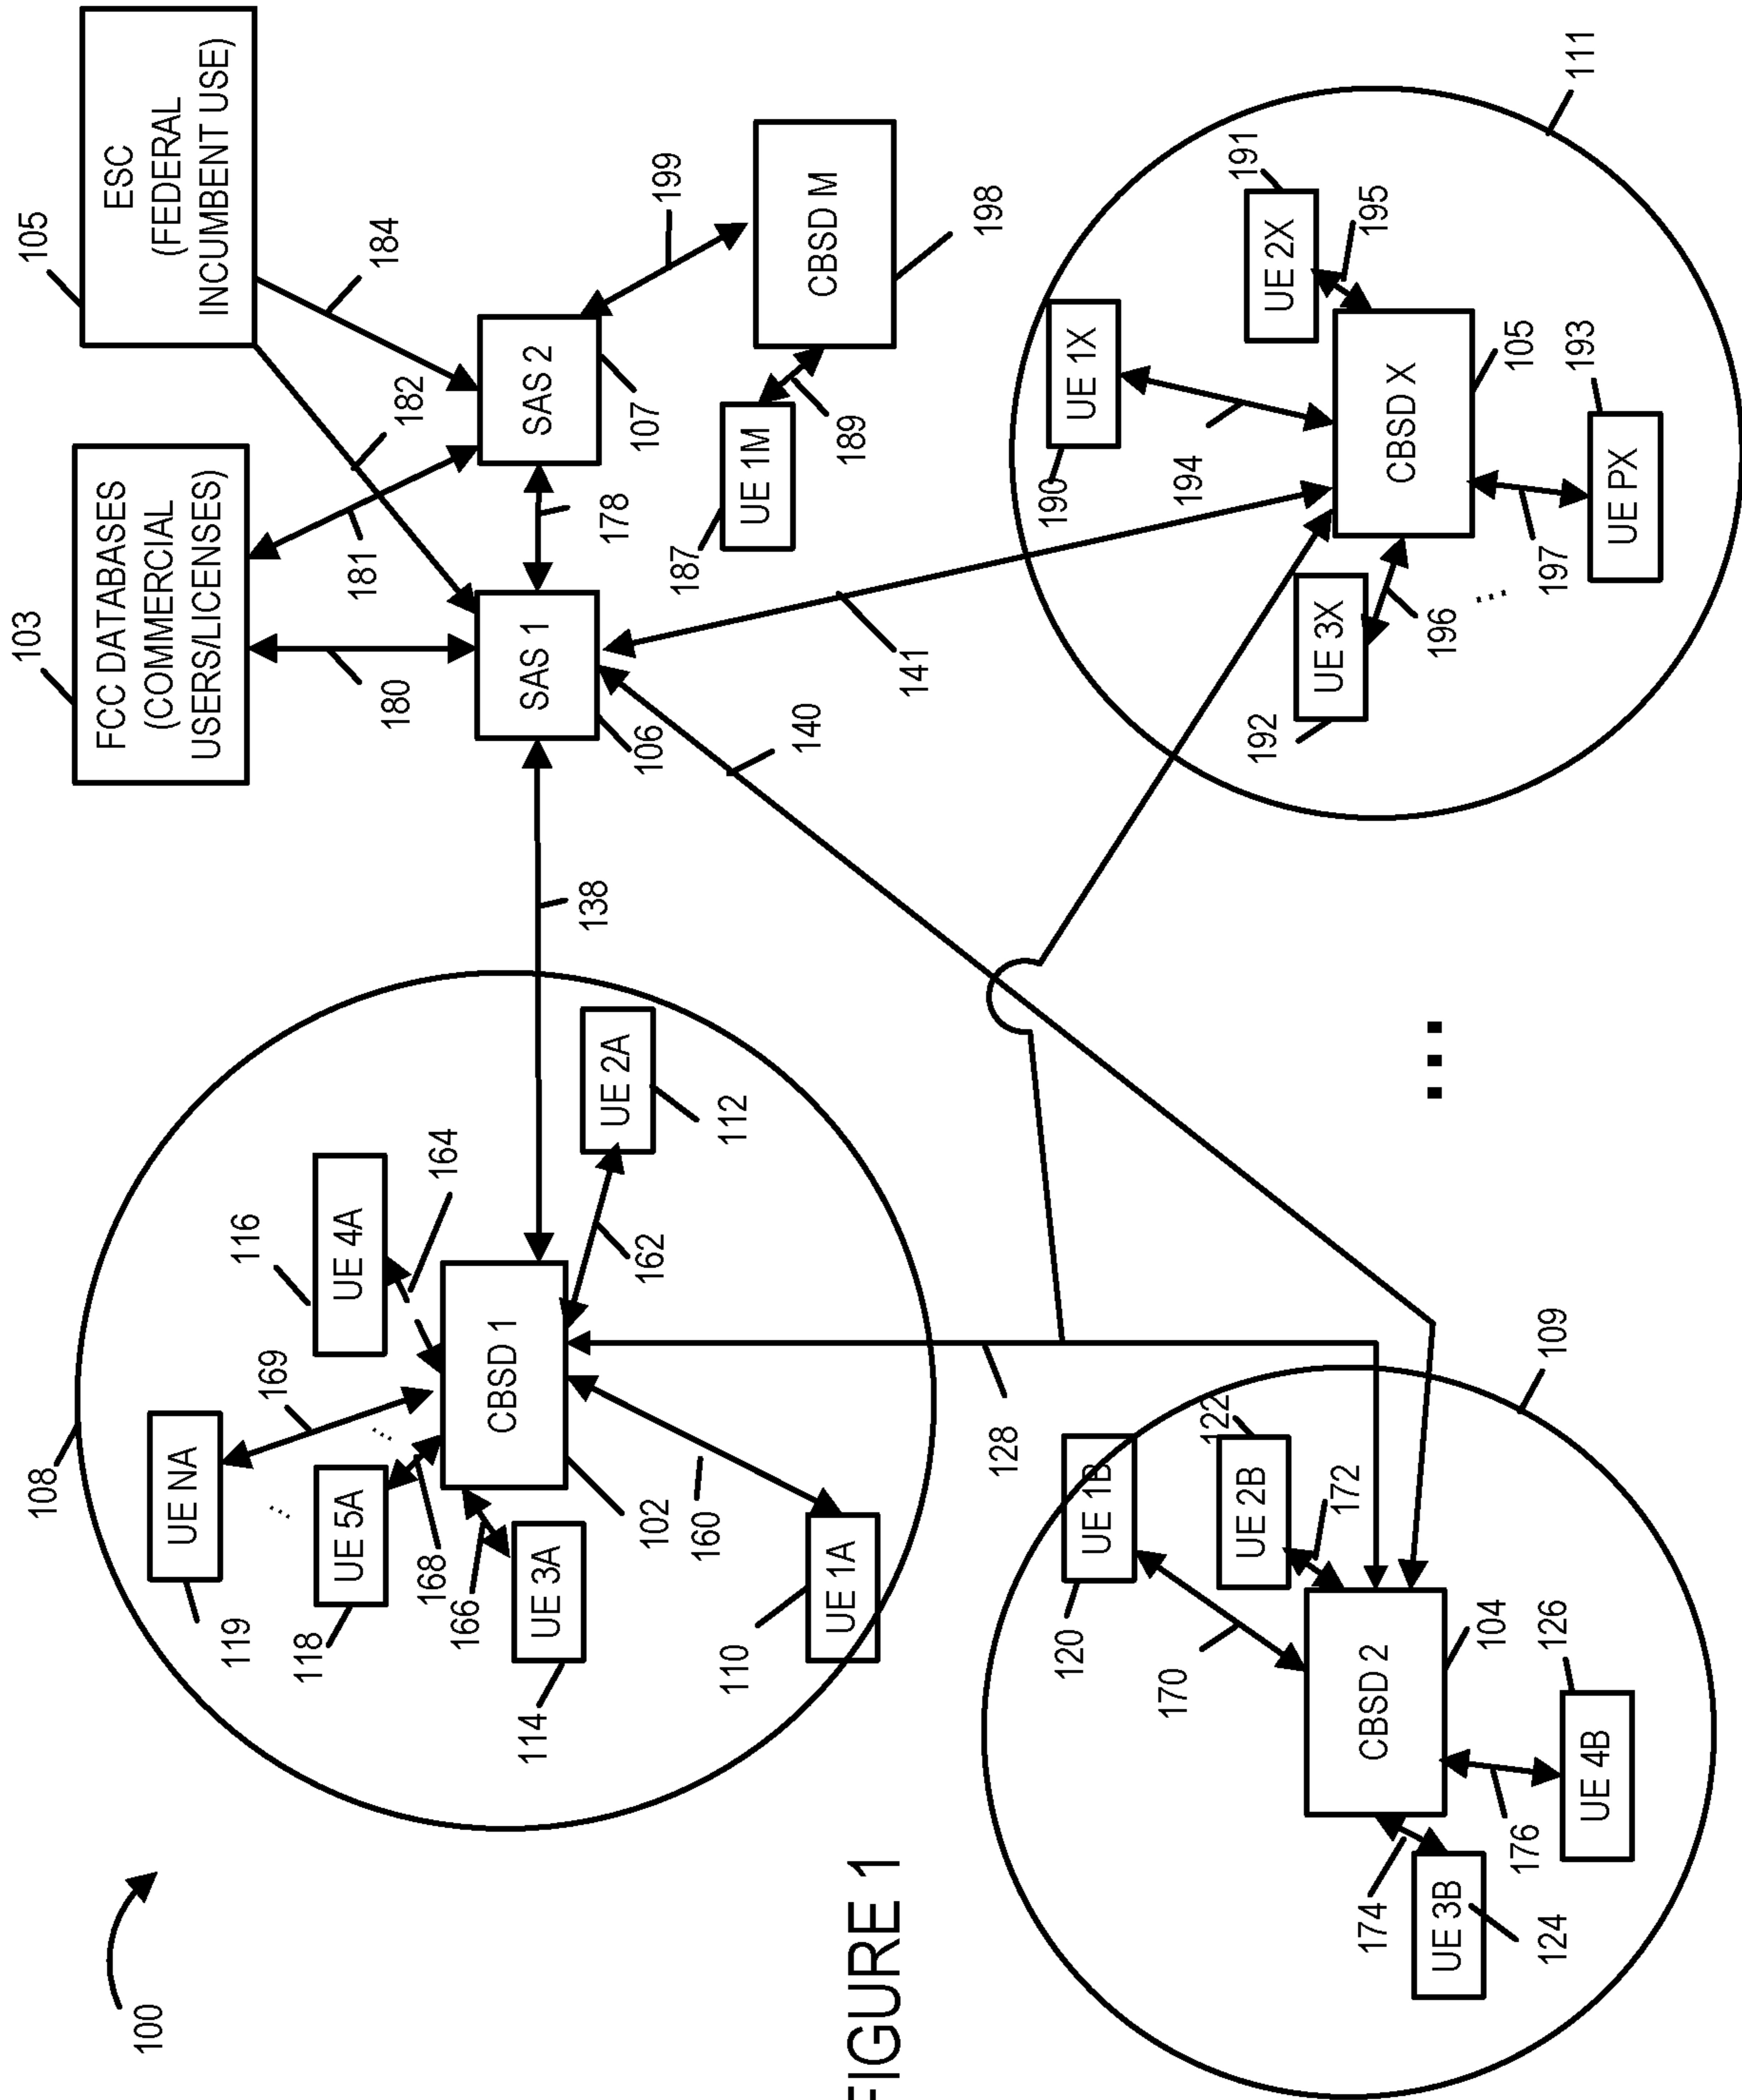 100
108
UE NA
119
169
...
...
116
UE 4A
164
UE 5A
118
168
CBSD 1
102
166
UE 3A
114
162
UE 2A
112
160
UE 1A
110
138
103
FCC DATABASES
(COMMERCIAL
USERS/LICENSES)
105
ESC
(FEDERAL
INCUMBENT USE)
180
181
182
184
SAS 1
106
178
SAS 2
107
199
CBSD M
198
187
UE 1M
189
140
141
128
109
UE 1B
120
170
122
UE 2B
172
CBSD 2
104
174
UE 3B
124
176
126
UE 4B
...
111
190
UE 1X
194
191
UE 2X
195
CBSD X
105
192
UE 3X
196
...
197
193
UE PX
FIGURE 1